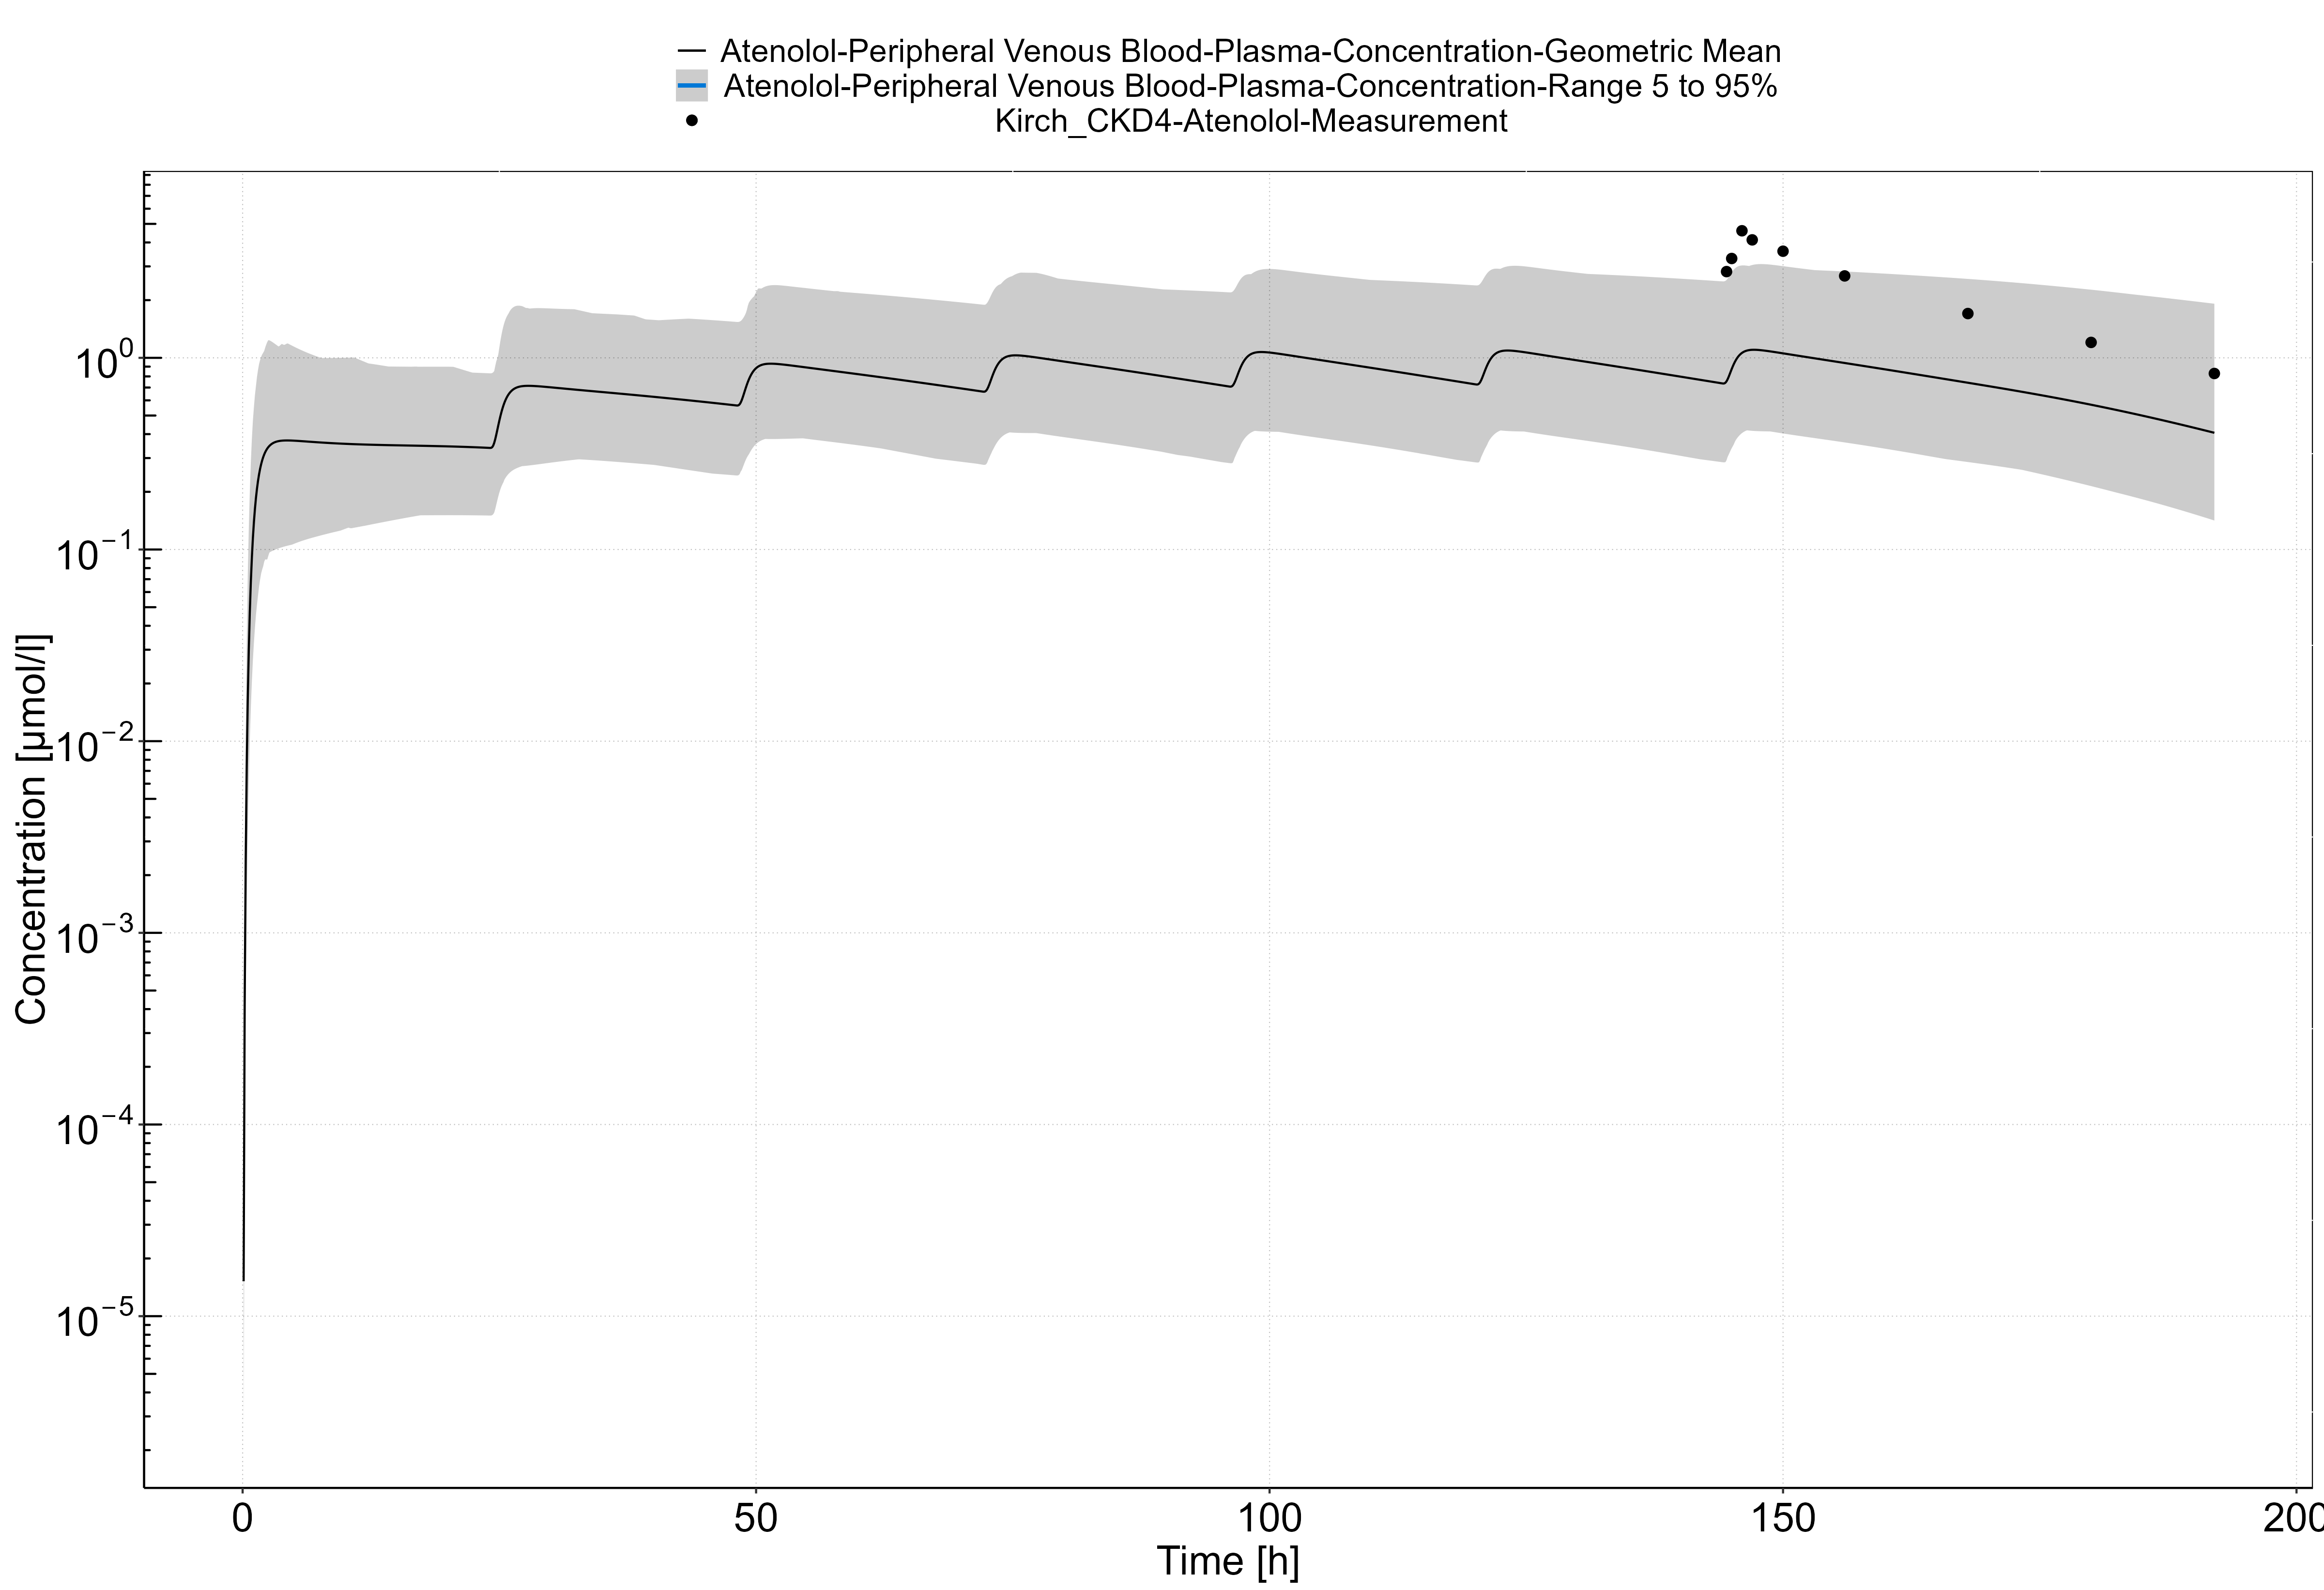 Atenolol-Peripheral Venous Blood-Plasma-Concentration-Geometric Mean
Atenolol-Peripheral Venous Blood-Plasma-Concentration-Range 5 to 95%
Kirch_CKD4-Atenolol-Measurement
Concentration [µmol/l]
10⁰
10⁻¹
10⁻²
10⁻³
10⁻⁴
10⁻⁵
0 50 100 150 200
Time [h]